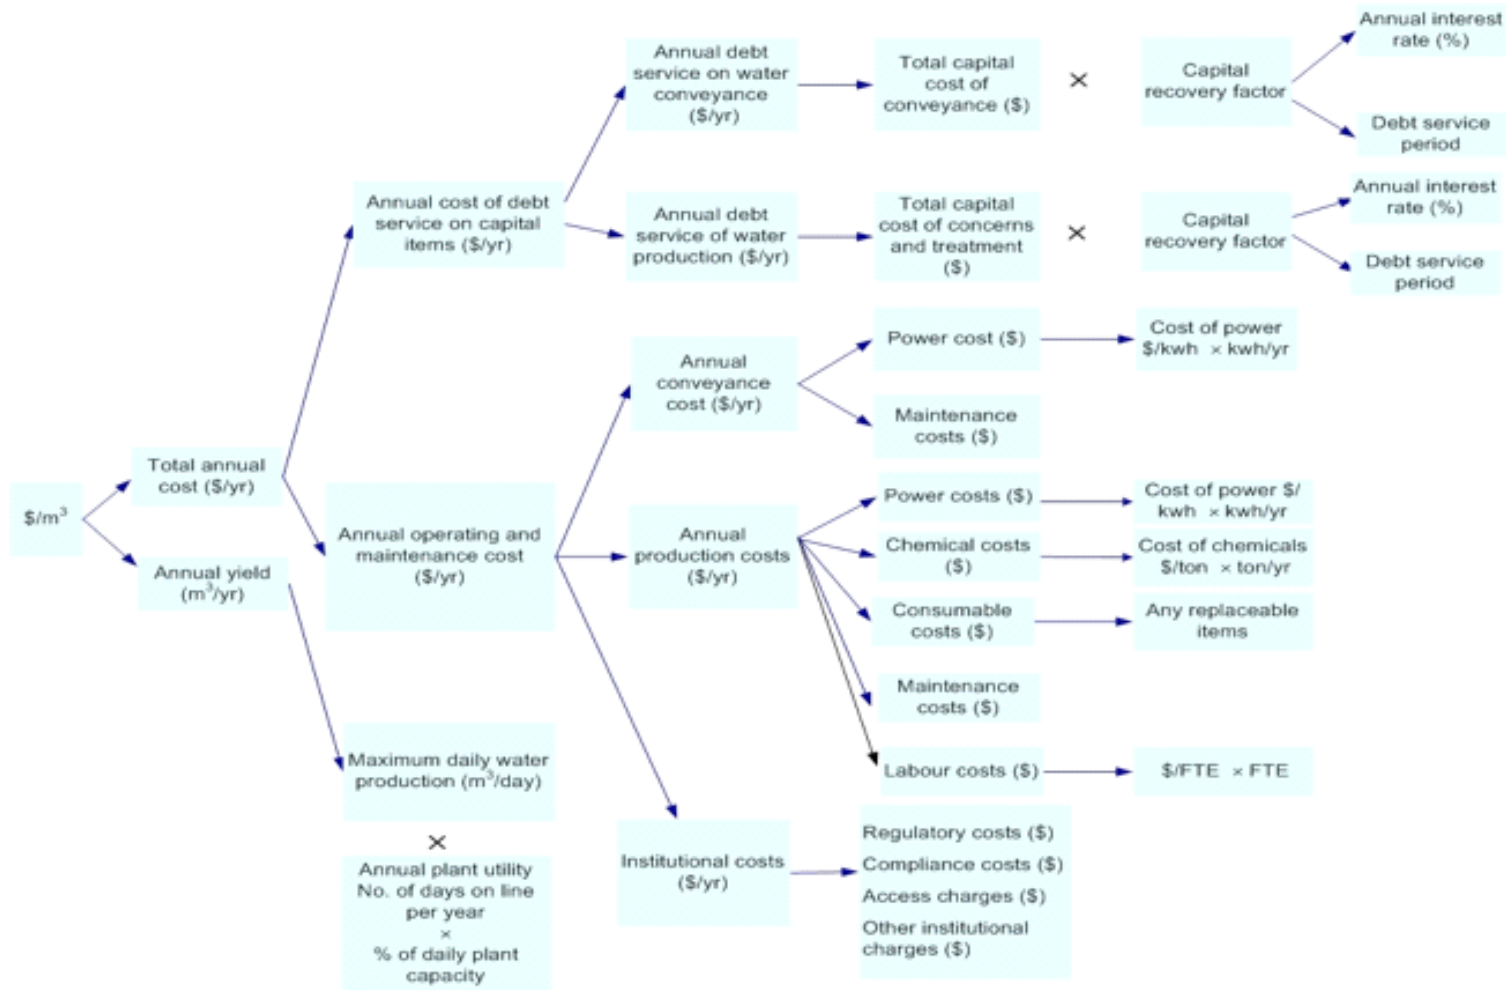 $/m³
Total annual
cost ($/yr)
Annual yield
(m³/yr)
Annual cost of debt
service on capital
items ($/yr)
Annual operating and
maintenance cost
($/yr)
Maximum daily water
production (m³/day)
×
Annual plant utility
No. of days on line
per year
×
% of daily plant
capacity
Annual debt
service on water
conveyance
($/yr)
Annual debt
service of water
production ($/yr)
Annual
conveyance
cost ($/yr)
Annual
production costs
($/yr)
Institutional costs
($/yr)
Total capital
cost of
conveyance ($)
×
Capital
recovery factor
Annual interest
rate (%)
Debt service
period
Total capital
cost of concerns
and treatment
($)
×
Capital
recovery factor
Annual interest
rate (%)
Debt service
period
Power cost ($)
Cost of power
$/kwh × kwh/yr
Maintenance
costs ($)
Power costs ($)
Cost of power $/
kwh × kwh/yr
Chemical costs
($)
Cost of chemicals
$/ton × ton/yr
Consumable
costs ($)
Any replaceable
items
Maintenance
costs ($)
Labour costs ($)
$/FTE × FTE
Regulatory costs ($)
Compliance costs ($)
Access charges ($)
Other institutional
charges ($)